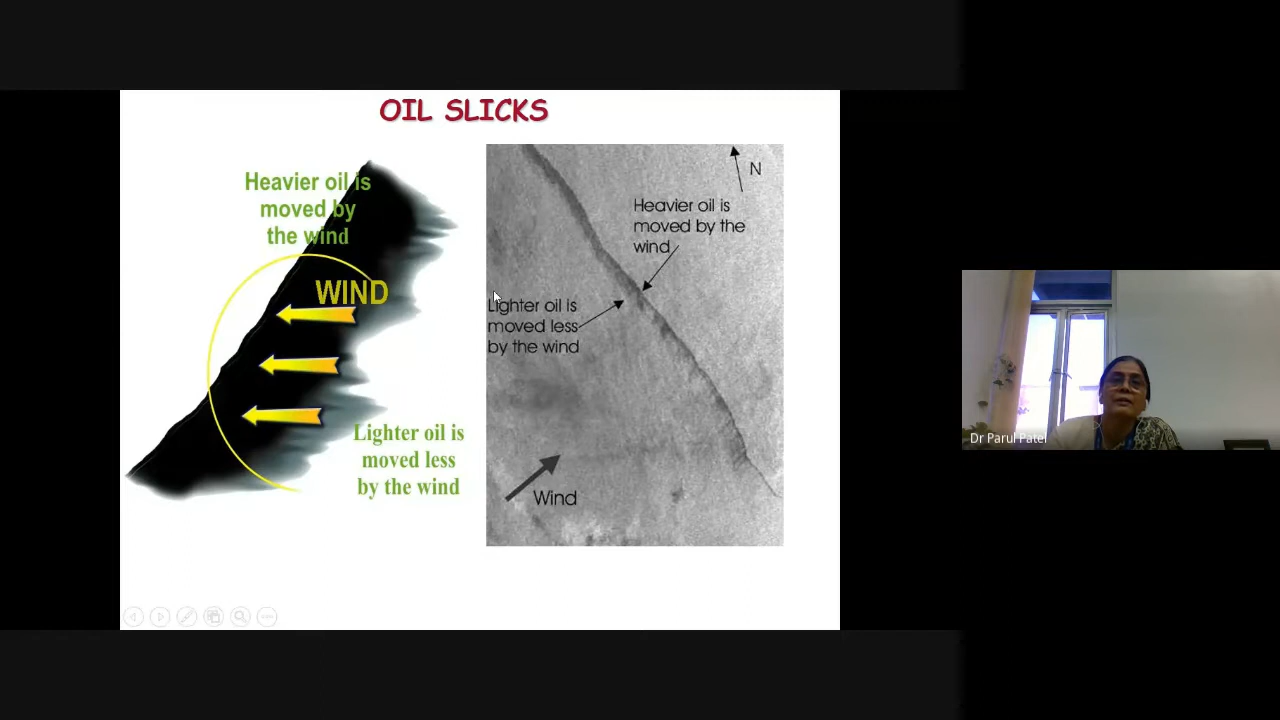 OIL SLICKS
Heavier oil is
moved by
the wind
WIND
Lighter oil is
moved less
by the wind
N
Heavier oil is
moved by the
wind
Lighter oil is
moved less
by the wind
Wind
Dr Parul Patel